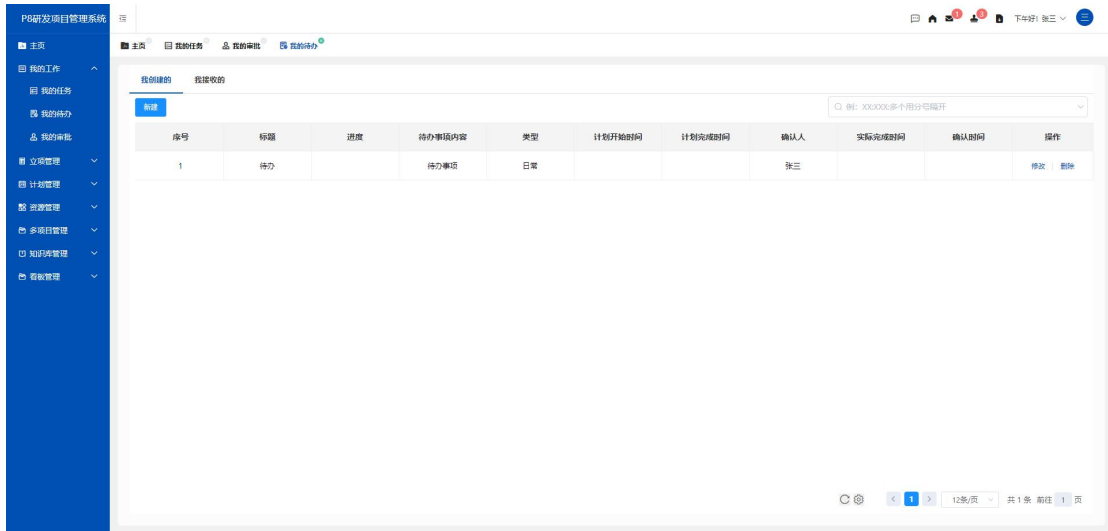 P8研发项目管理系统
1
3
下午好! 张三
三
主页
我的工作
我的任务
我的待办
我的审批
立项管理
计划管理
资源管理
多项目管理
知识库管理
看板管理
主页 我的任务 我的审批 我的待办
我创建的 我接收的
新建
例: XX;XXX;多个用分号隔开
序号 标题 进度 待办事项内容 类型 计划开始时间 计划完成时间 确认人 实际完成时间 确认时间 操作
1 待办 待办事项 日常 张三 修改 删除
1 12条/页 共 1 条 前往 1 页